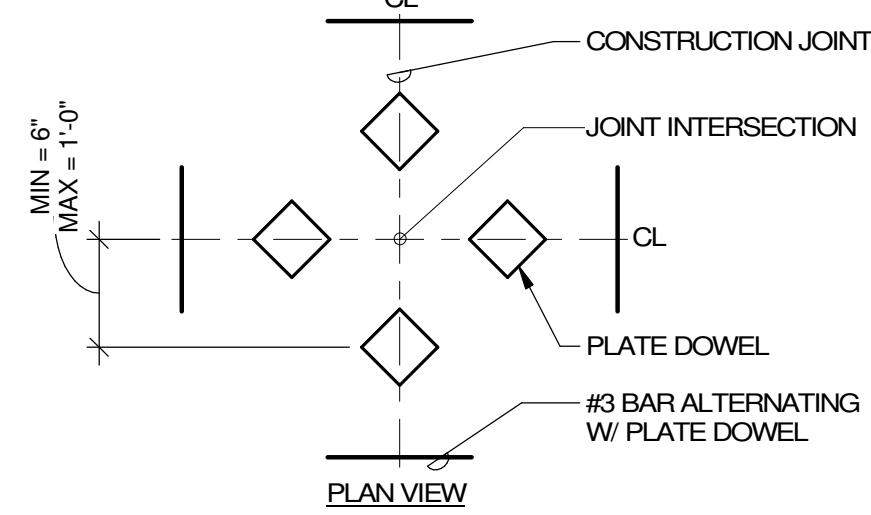 CL
CONSTRUCTION JOINT
JOINT INTERSECTION
MIN = 6"
MAX = 1'-0"
CL
PLATE DOWEL
#3 BAR ALTERNATING
W/ PLATE DOWEL
PLAN VIEW